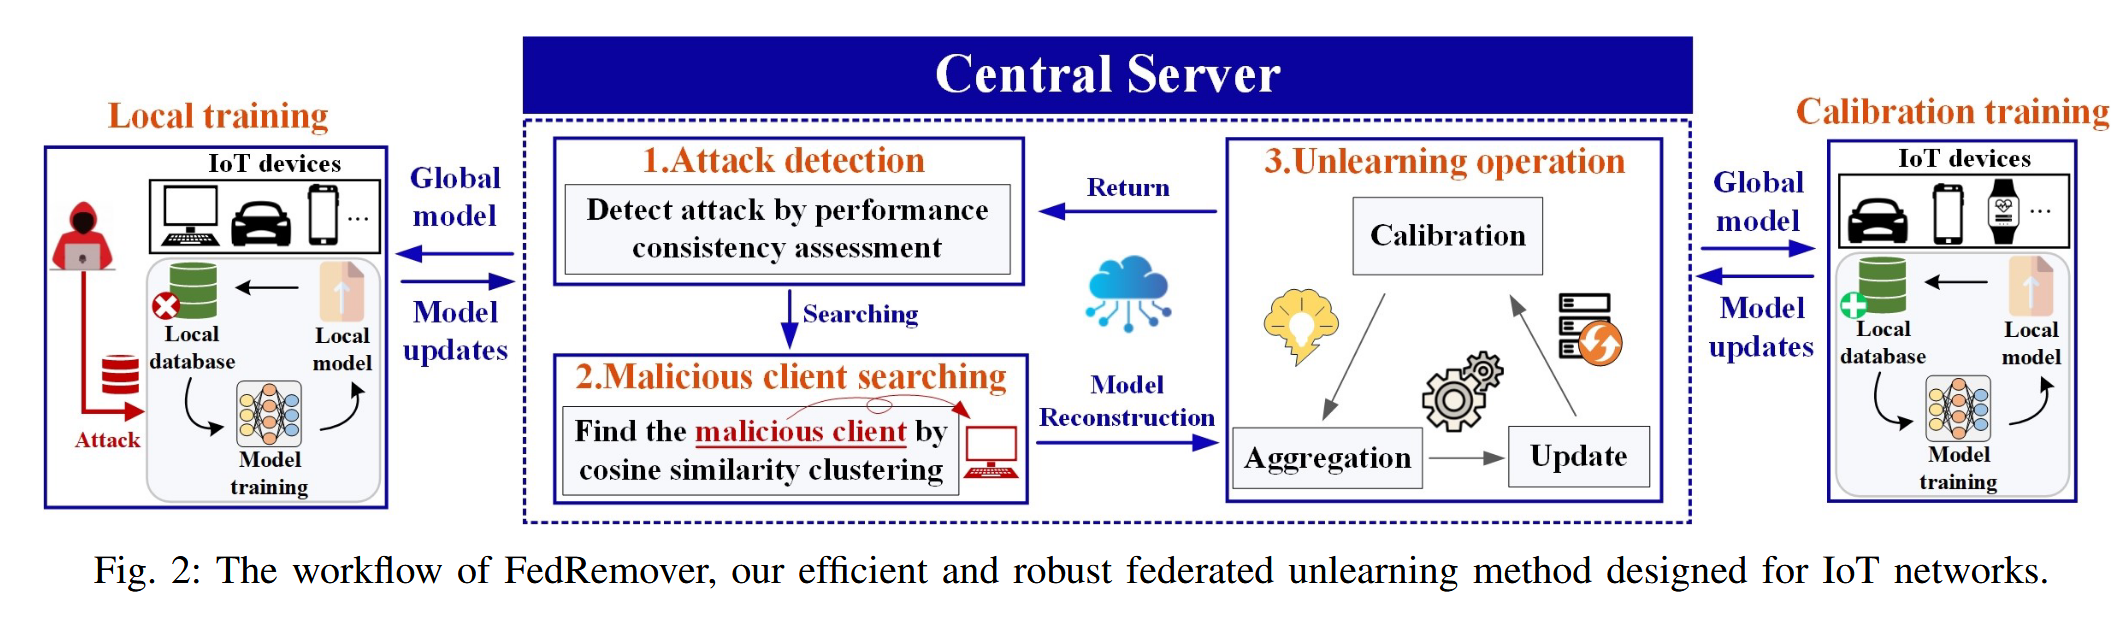 Central Server
Local training
IoT devices
...
Local
database
Local
model
Model
training
Attack
Global
model
Model
updates
1.Attack detection
Detect attack by performance
consistency assessment
Searching
2.Malicious client searching
Find the malicious client by
cosine similarity clustering
Return
Model
Reconstruction
3.Unlearning operation
Calibration
Aggregation
Update
Global
model
Model
updates
Calibration training
IoT devices
...
Local
database
Local
model
Model
training
Fig. 2: The workflow of FedRemover, our efficient and robust federated unlearning method designed for IoT networks.